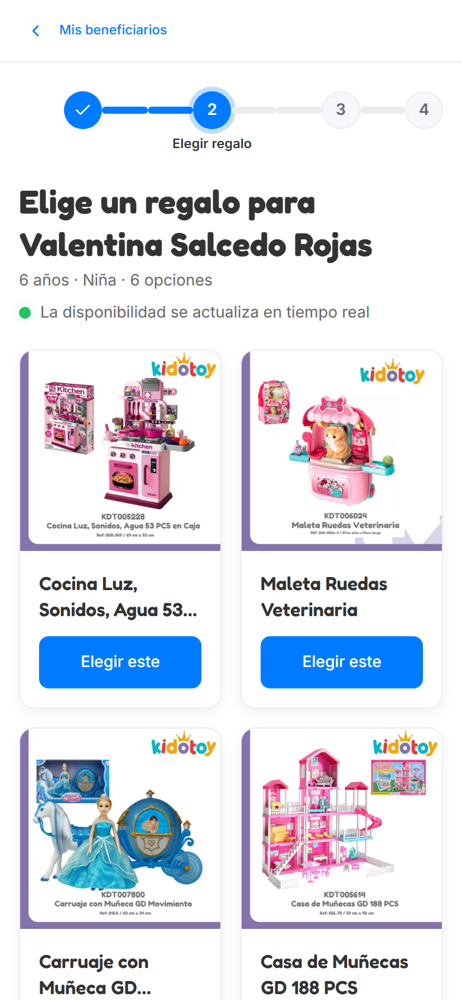 Mis beneficiarios
2
3
4
Elegir regalo
Elige un regalo para
Valentina Salcedo Rojas
6 años · Niña · 6 opciones
La disponibilidad se actualiza en tiempo real
kidotoy
Kitchen
kitchen
KDT005228
Cocina Luz, Sonidos, Agua 53 PCS en Caja
Ref: 008-969 / 69 cm x 53 cm
kidotoy
KDT006024
Maleta Ruedas Veterinaria
REF: 008-980A-4 / 57cm alto x 44cm largo
Cocina Luz,
Sonidos, Agua 53...
Elegir este
Maleta Ruedas
Veterinaria
Elegir este
kidotoy
KDT007800
Carruaje con Muñeca GD Movimiento
Ref: 216A / 60 cm x 34 cm
kidotoy
KDT005614
Casa de Muñecas GD 188 PCS
Ref: 556-75 / 59 cm x 40 cm
Carruaje con
Muñeca GD...
Casa de Muñecas
GD 188 PCS